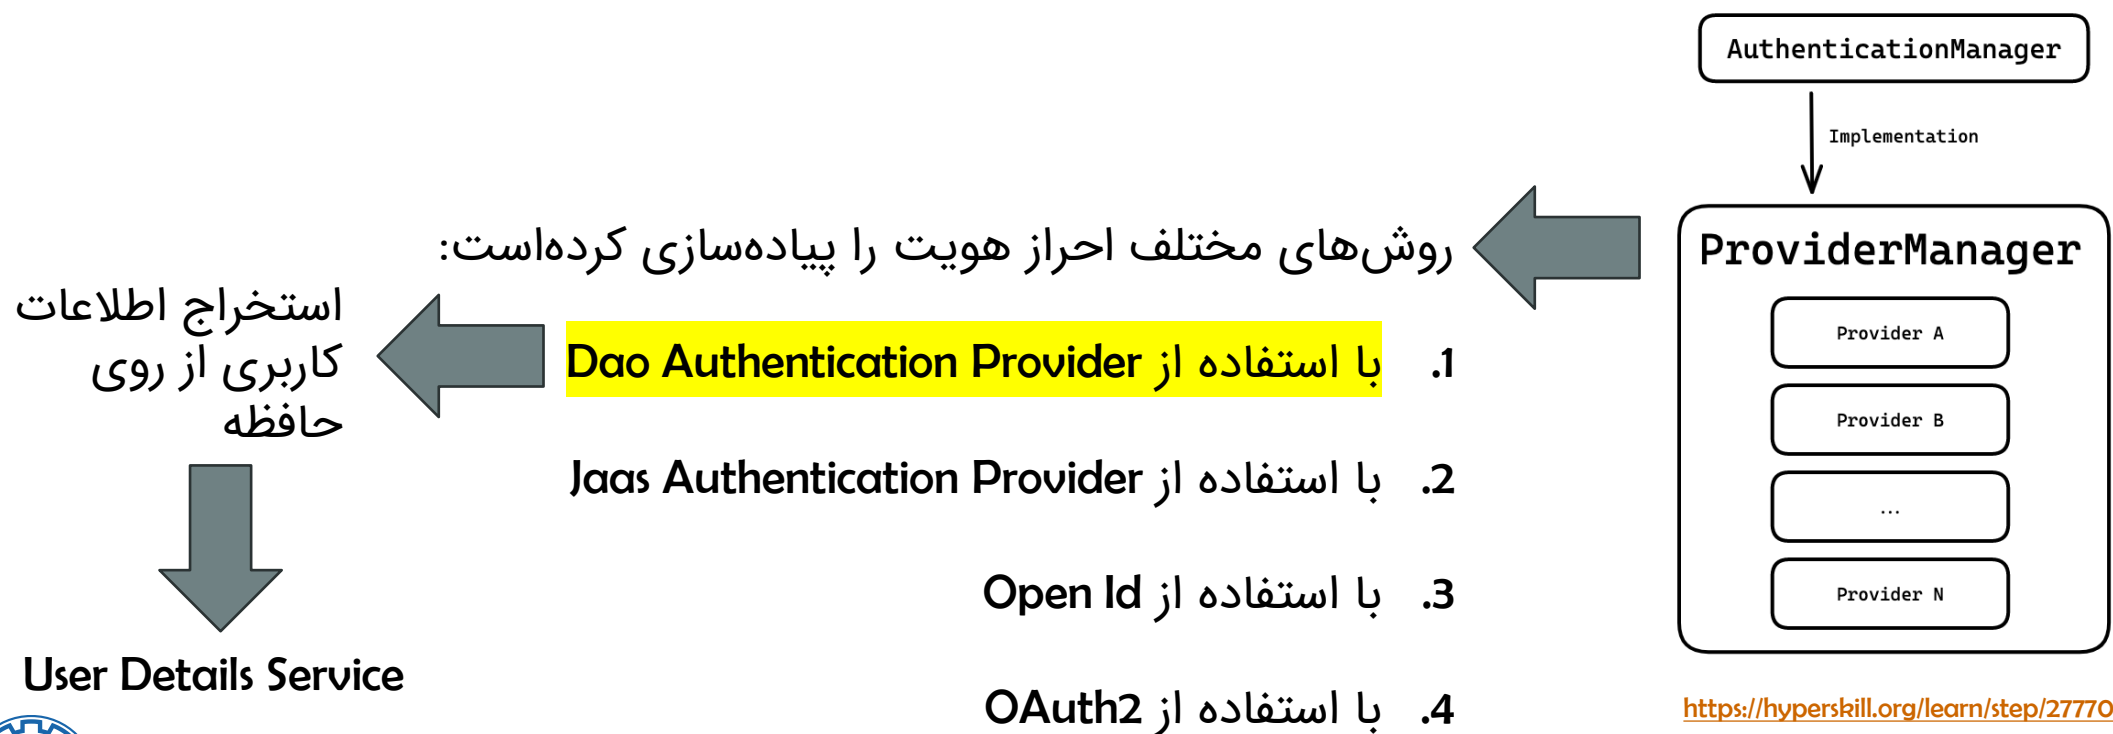 AuthenticationManager
Implementation
ProviderManager
Provider A
Provider B
...
Provider N
https://hyperskill.org/learn/step/27770
روش‌های مختلف احراز هویت را پیاده‌سازی کرده‌است:
1. با استفاده از Dao Authentication Provider
2. با استفاده از Jaas Authentication Provider
3. با استفاده از Open Id
4. با استفاده از OAuth2
استخراج اطلاعات
کاربری از روی
حافظه
User Details Service